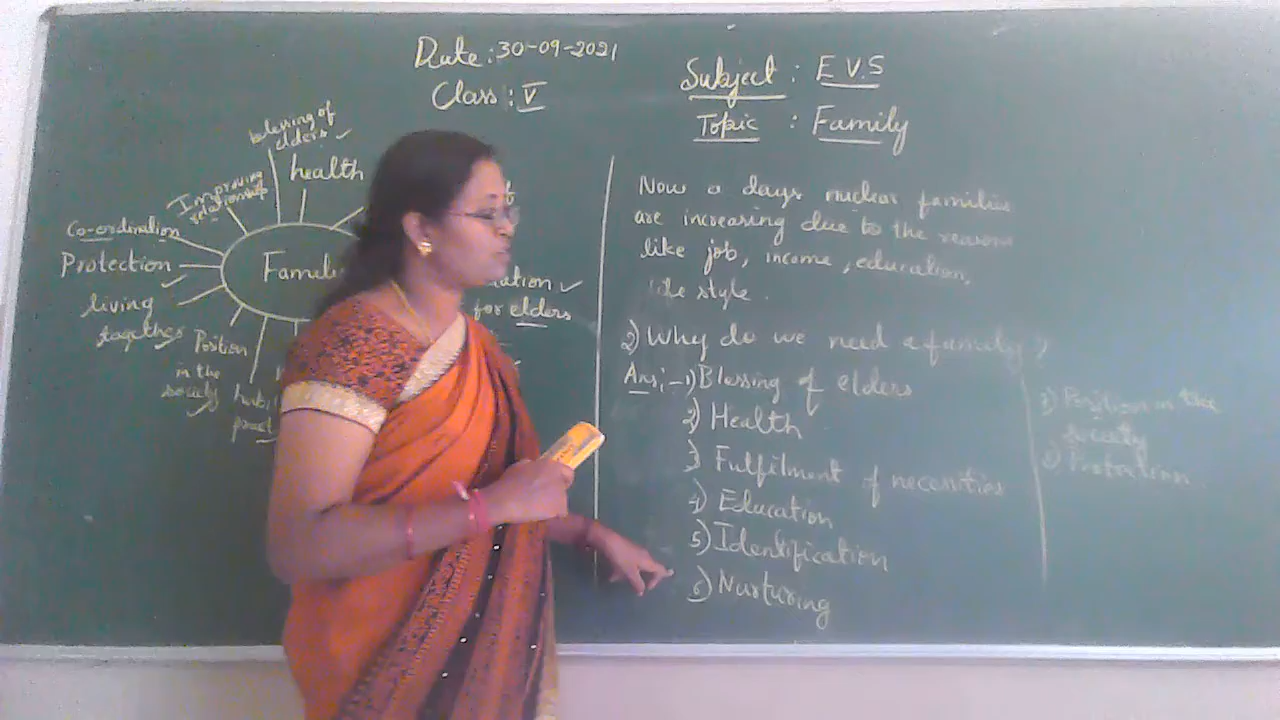 Date: 30-09-2021
Class: V
Subject : E V.S
Topic : Family
blessing of
elders
health
Improving
relationship
Co-ordination
Protection
living
together
Position
in the
society
Family
for elders
Now a days nuclear families
are increasing due to the reasons
like job, income, education,
life style.
2) Why do we need a family?
Ans:- 1) Blessing of elders
2) Health
3) Fulfilment of necessities
4) Education
5) Identification
6) Nurturing
7) Position in the
society
8) Protection